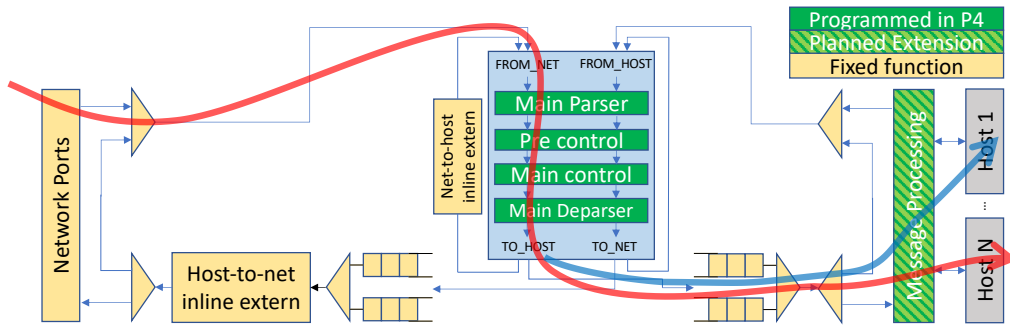 Programmed in P4
Planned Extension
Fixed function
FROM_NET
FROM_HOST
Main Parser
Pre control
Main control
Main Deparser
TO_HOST
TO_NET
Network Ports
Net-to-host
inline extern
Host-to-net
inline extern
Message Processing
Host 1
...
Host N